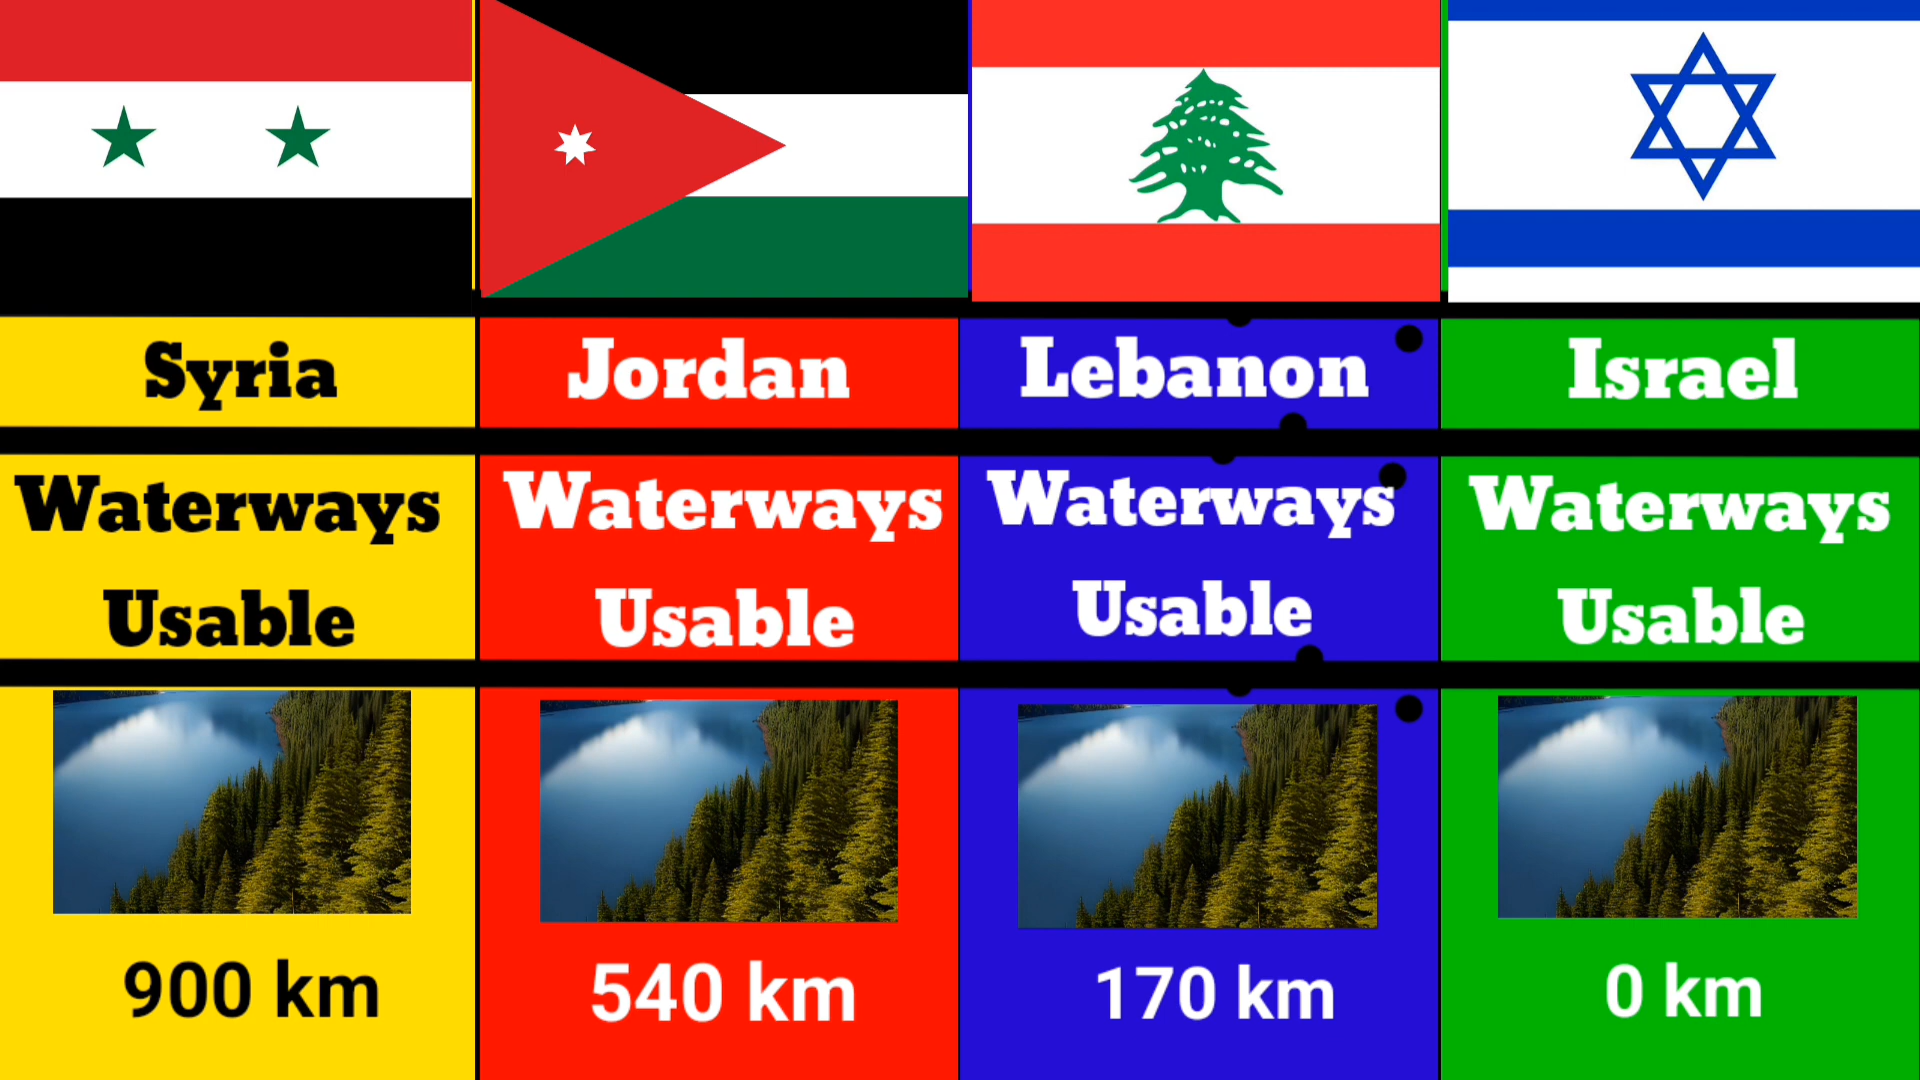 Syria
Jordan
Lebanon
Israel
Waterways
Usable
Waterways
Usable
Waterways
Usable
Waterways
Usable
900 km
540 km
170 km
0 km